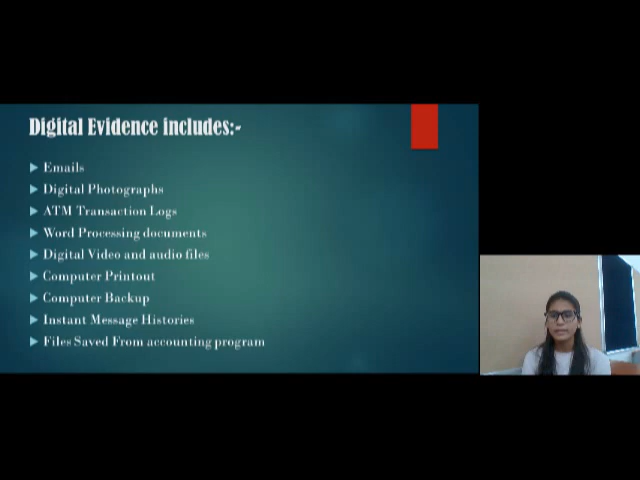 Digital Evidence includes:-
Emails
Digital Photographs
ATM Transaction Logs
Word Processing documents
Digital Video and audio files
Computer Printout
Computer Backup
Instant Message Histories
Files Saved From accounting program